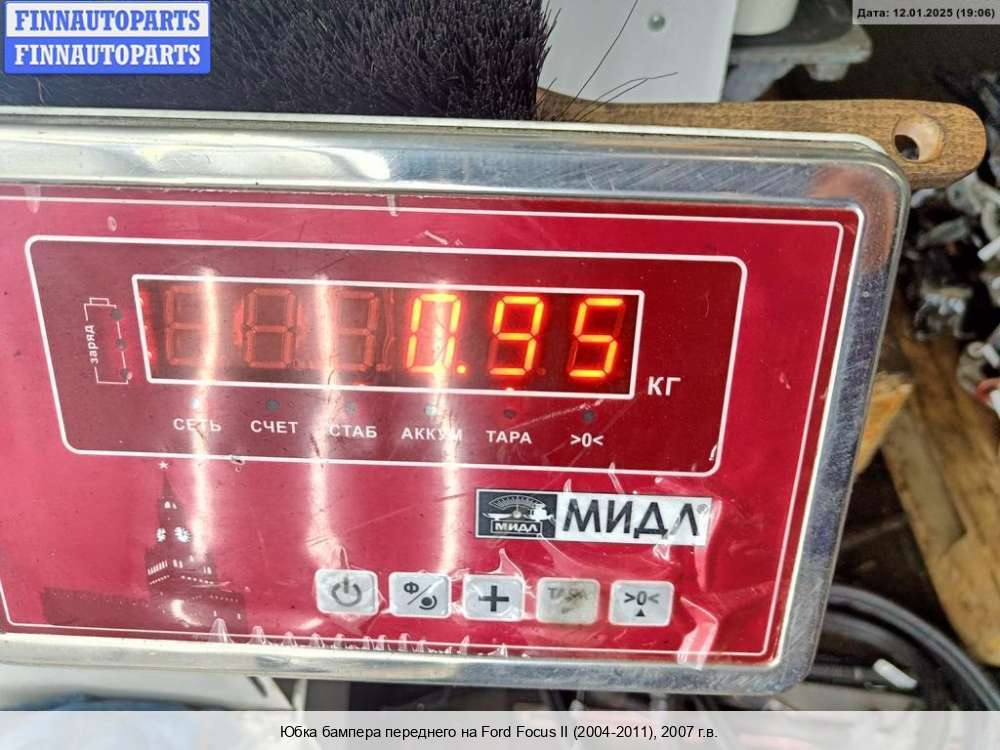 FINNAUTOPARTS
FINNAUTOPARTS
Дата: 12.01.2025 (19:06)
заряд
0.95
КГ
СЕТЬ СЧЕТ СТАБ АККУМ ТАРА >0<
МИДЛ
МИДЛ®
Ф
ТАРА
>0<
Юбка бампера переднего на Ford Focus II (2004-2011), 2007 г.в.